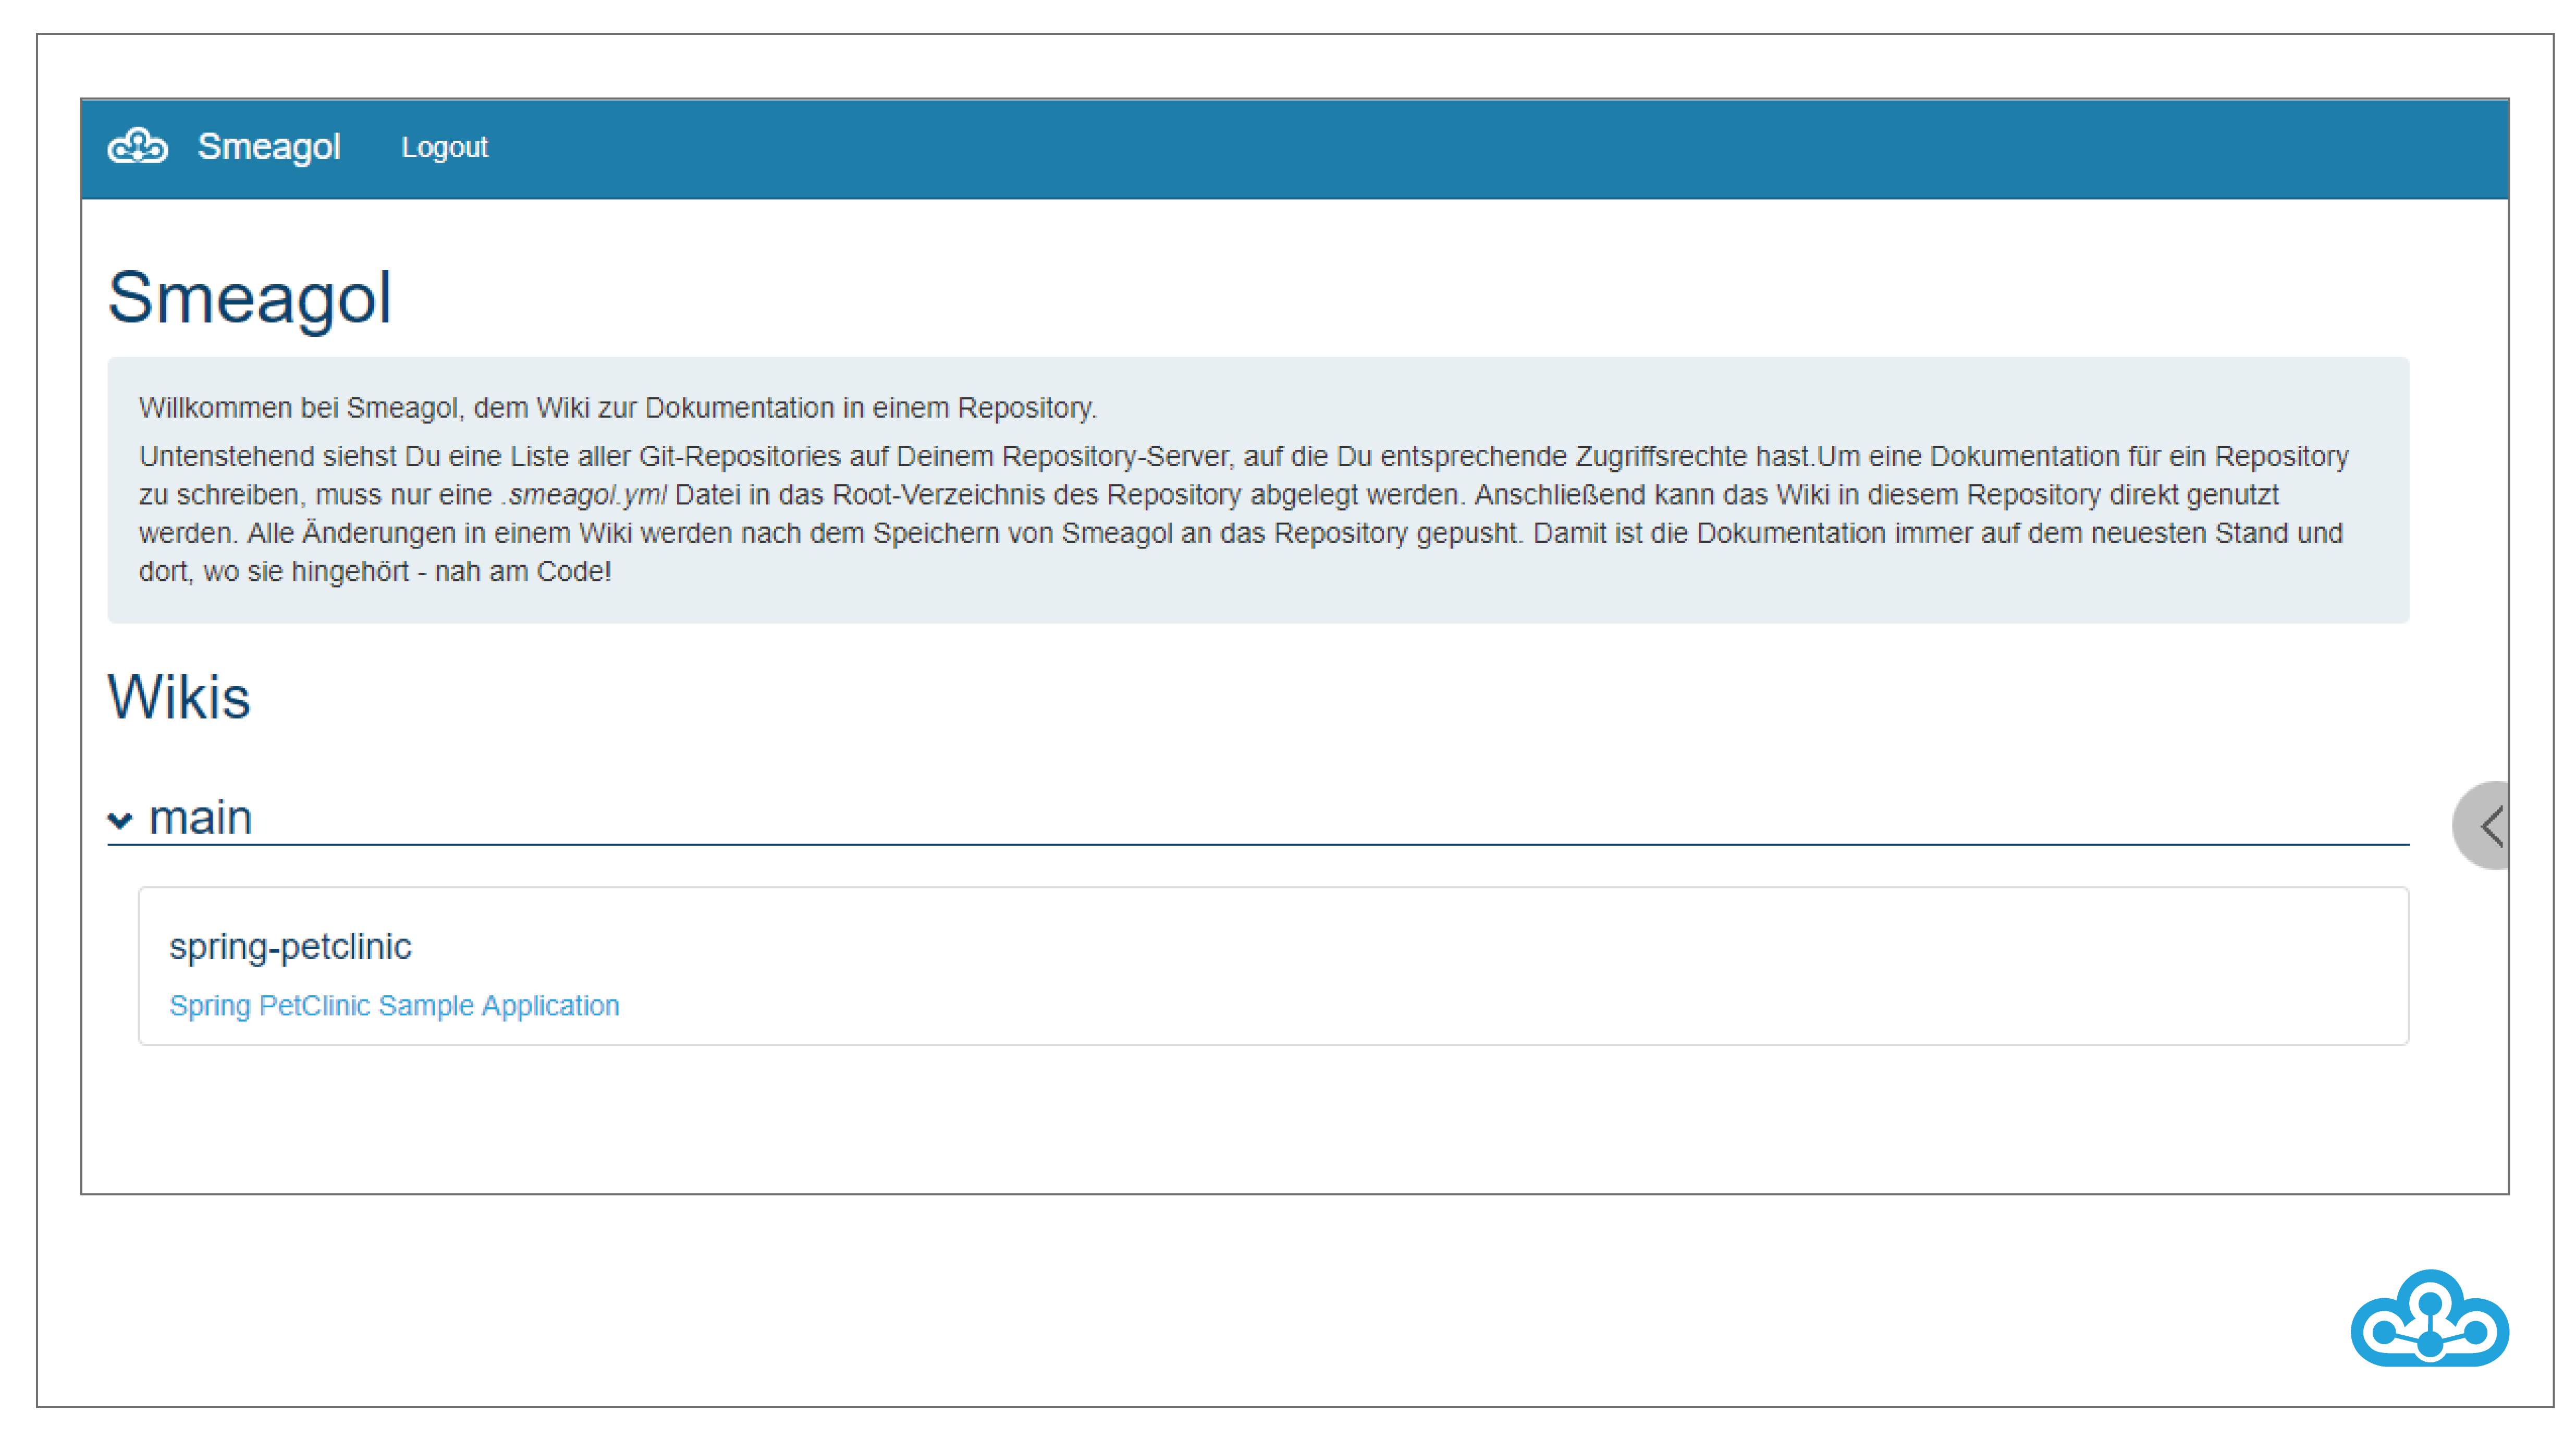 Smeagol Logout
Smeagol
Willkommen bei Smeagol, dem Wiki zur Dokumentation in einem Repository.
Untenstehend siehst Du eine Liste aller Git-Repositories auf Deinem Repository-Server, auf die Du entsprechende Zugriffsrechte hast.Um eine Dokumentation für ein Repository
zu schreiben, muss nur eine .smeagol.yml Datei in das Root-Verzeichnis des Repository abgelegt werden. Anschließend kann das Wiki in diesem Repository direkt genutzt
werden. Alle Änderungen in einem Wiki werden nach dem Speichern von Smeagol an das Repository gepusht. Damit ist die Dokumentation immer auf dem neuesten Stand und
dort, wo sie hingehört - nah am Code!
Wikis
main
spring-petclinic
Spring PetClinic Sample Application